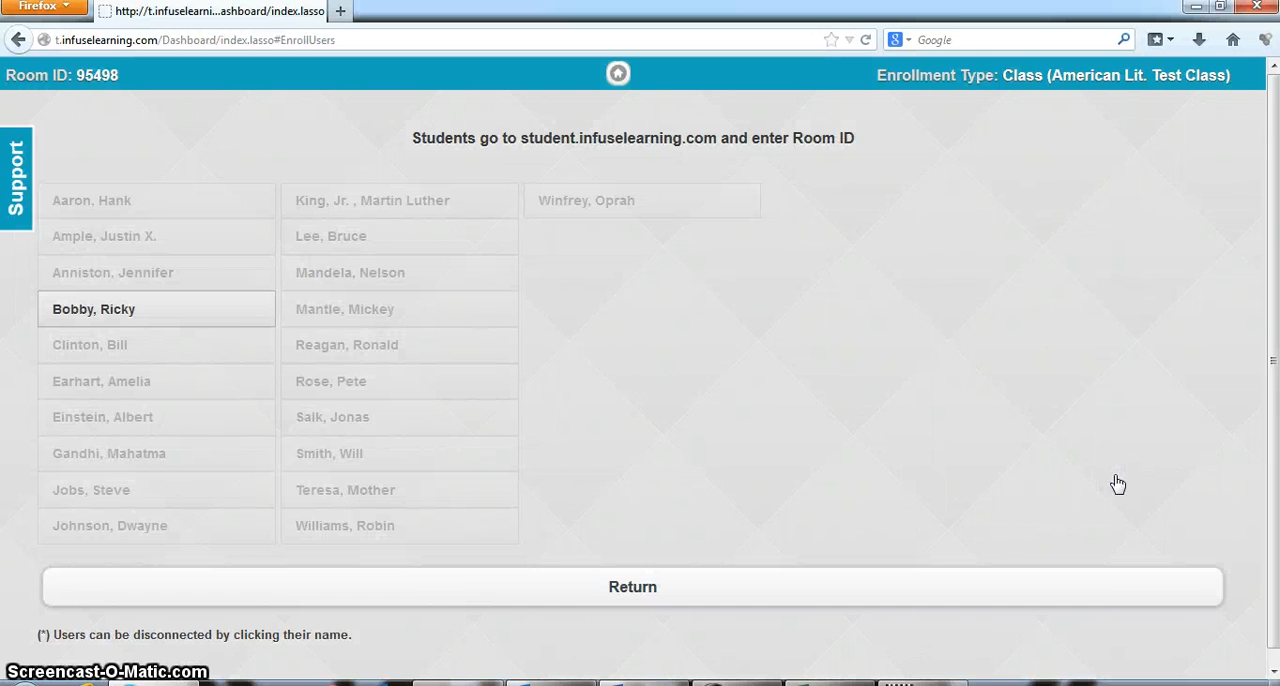 Firefox
http://t.infuselearni...ashboard/index.lasso
t.infuselearning.com/Dashboard/index.lasso#EnrollUsers
Google
Room ID: 95498
Enrollment Type: Class (American Lit. Test Class)
Support
Students go to student.infuselearning.com and enter Room ID
Aaron, Hank
Ample, Justin X.
Anniston, Jennifer
Bobby, Ricky
Clinton, Bill
Earhart, Amelia
Einstein, Albert
Gandhi, Mahatma
Jobs, Steve
Johnson, Dwayne
King, Jr. , Martin Luther
Lee, Bruce
Mandela, Nelson
Mantle, Mickey
Reagan, Ronald
Rose, Pete
Salk, Jonas
Smith, Will
Teresa, Mother
Williams, Robin
Winfrey, Oprah
Return
(*) Users can be disconnected by clicking their name.
Screencast-O-Matic.com